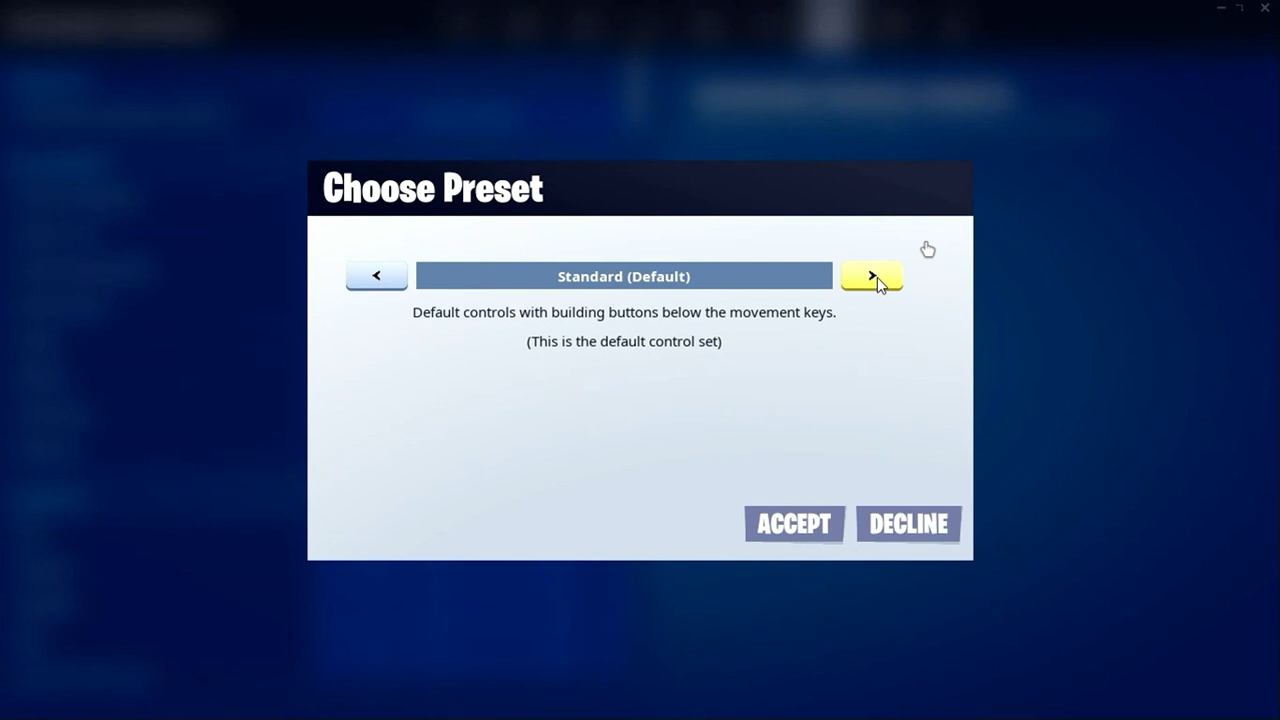 Choose Preset
<
Standard (Default)
>
Default controls with building buttons below the movement keys.
(This is the default control set)
ACCEPT
DECLINE